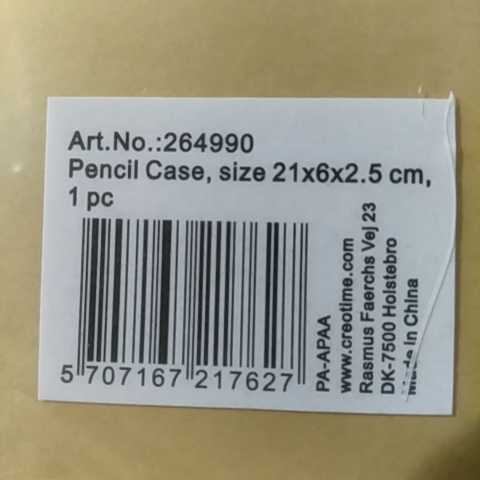 Art.No.:264990
Pencil Case, size 21x6x2.5 cm,
1 pc
5 707167 217627
PA-APAA
www.creotime.com
Rasmus Faerchs Vej 23
DK-7500 Holstebro
Made in China